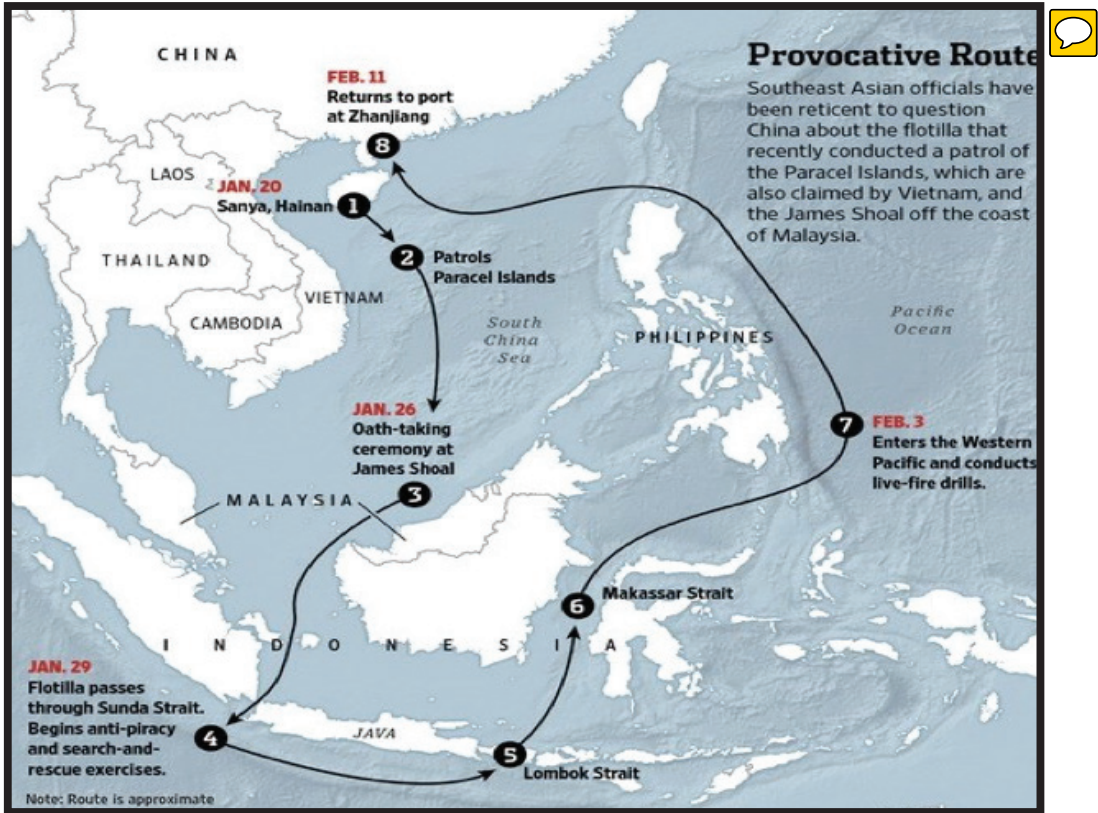 Provocative Route
Southeast Asian officials have
been reticent to question
China about the flotilla that
recently conducted a patrol of
the Paracel Islands, which are
also claimed by Vietnam, and
the James Shoal off the coast
of Malaysia.
CHINA
FEB. 11
Returns to port
at Zhanjiang
8
LAOS
JAN. 20
Sanya, Hainan
1
2
Patrols
Paracel Islands
THAILAND
VIETNAM
CAMBODIA
South
China
Sea
PHILIPPINES
Pacific
Ocean
JAN. 26
Oath-taking
ceremony at
James Shoal
3
7
FEB. 3
Enters the Western
Pacific and conducts
live-fire drills.
MALAYSIA
6
Makassar Strait
INDONESIA
JAN. 29
Flotilla passes
through Sunda Strait.
Begins anti-piracy
and search-and-
rescue exercises.
4
JAVA
5
Lombok Strait
Note: Route is approximate